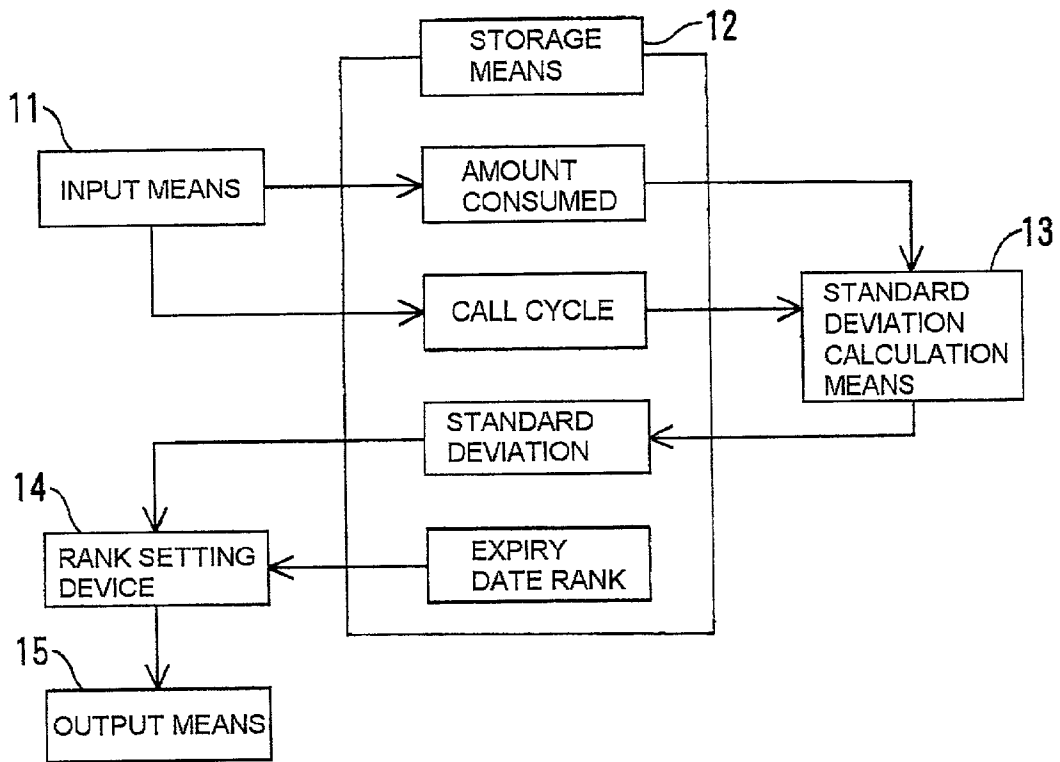 12
STORAGE
MEANS
11
INPUT MEANS
AMOUNT
CONSUMED
13
CALL CYCLE
STANDARD
DEVIATION
CALCULATION
MEANS
STANDARD
DEVIATION
14
RANK SETTING
DEVICE
EXPIRY
DATE RANK
15
OUTPUT MEANS